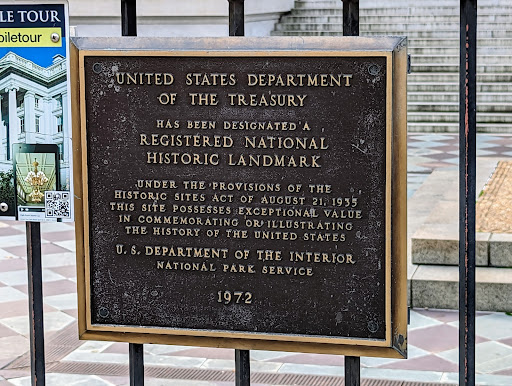 LE TOUR
biletour
UNITED STATES DEPARTMENT
OF THE TREASURY
HAS BEEN DESIGNATED A
REGISTERED NATIONAL
HISTORIC LANDMARK
UNDER THE PROVISIONS OF THE
HISTORIC SITES ACT OF AUGUST 21, 1935
THIS SITE POSSESSES EXCEPTIONAL VALUE
IN COMMEMORATING OR ILLUSTRATING
THE HISTORY OF THE UNITED STATES
U. S. DEPARTMENT OF THE INTERIOR
NATIONAL PARK SERVICE
1972